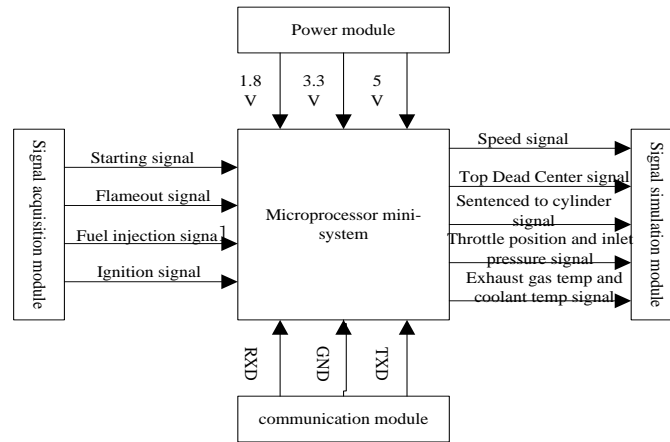 Power module
1.8
V
3.3
V
5
V
Signal acquisition module
Starting signal
Flameout signal
Fuel injection signal
Ignition signal
Microprocessor mini-
system
Speed signal
Top Dead Center signal
Sentenced to cylinder
signal
Throttle position and inlet
pressure signal
Exhaust gas temp and
coolant temp signal
Signal simulation module
RXD
GND
TXD
communication module